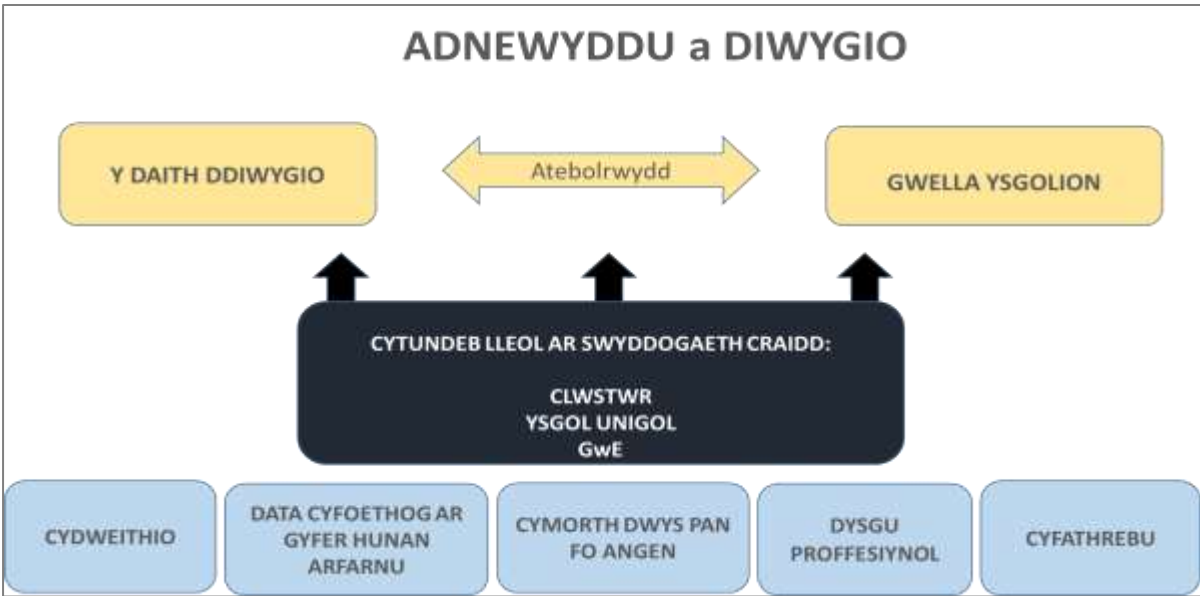 ADNEWYDDU a DIWYGIO
Y DAITH DDIWYGIO
Atebolrwydd
GWELLA YSGOLION
CYTUNDEB LLEOL AR SWYDDOGAETH CRAIDD:
CLWSTWR
YSGOL UNIGOL
GwE
CYDWEITHIO
DATA CYFOETHOG AR
GYFER HUNAN
ARFARNU
CYMORTH DWYS PAN
FO ANGEN
DYSGU
PROFFESIYNOL
CYFATHREBU